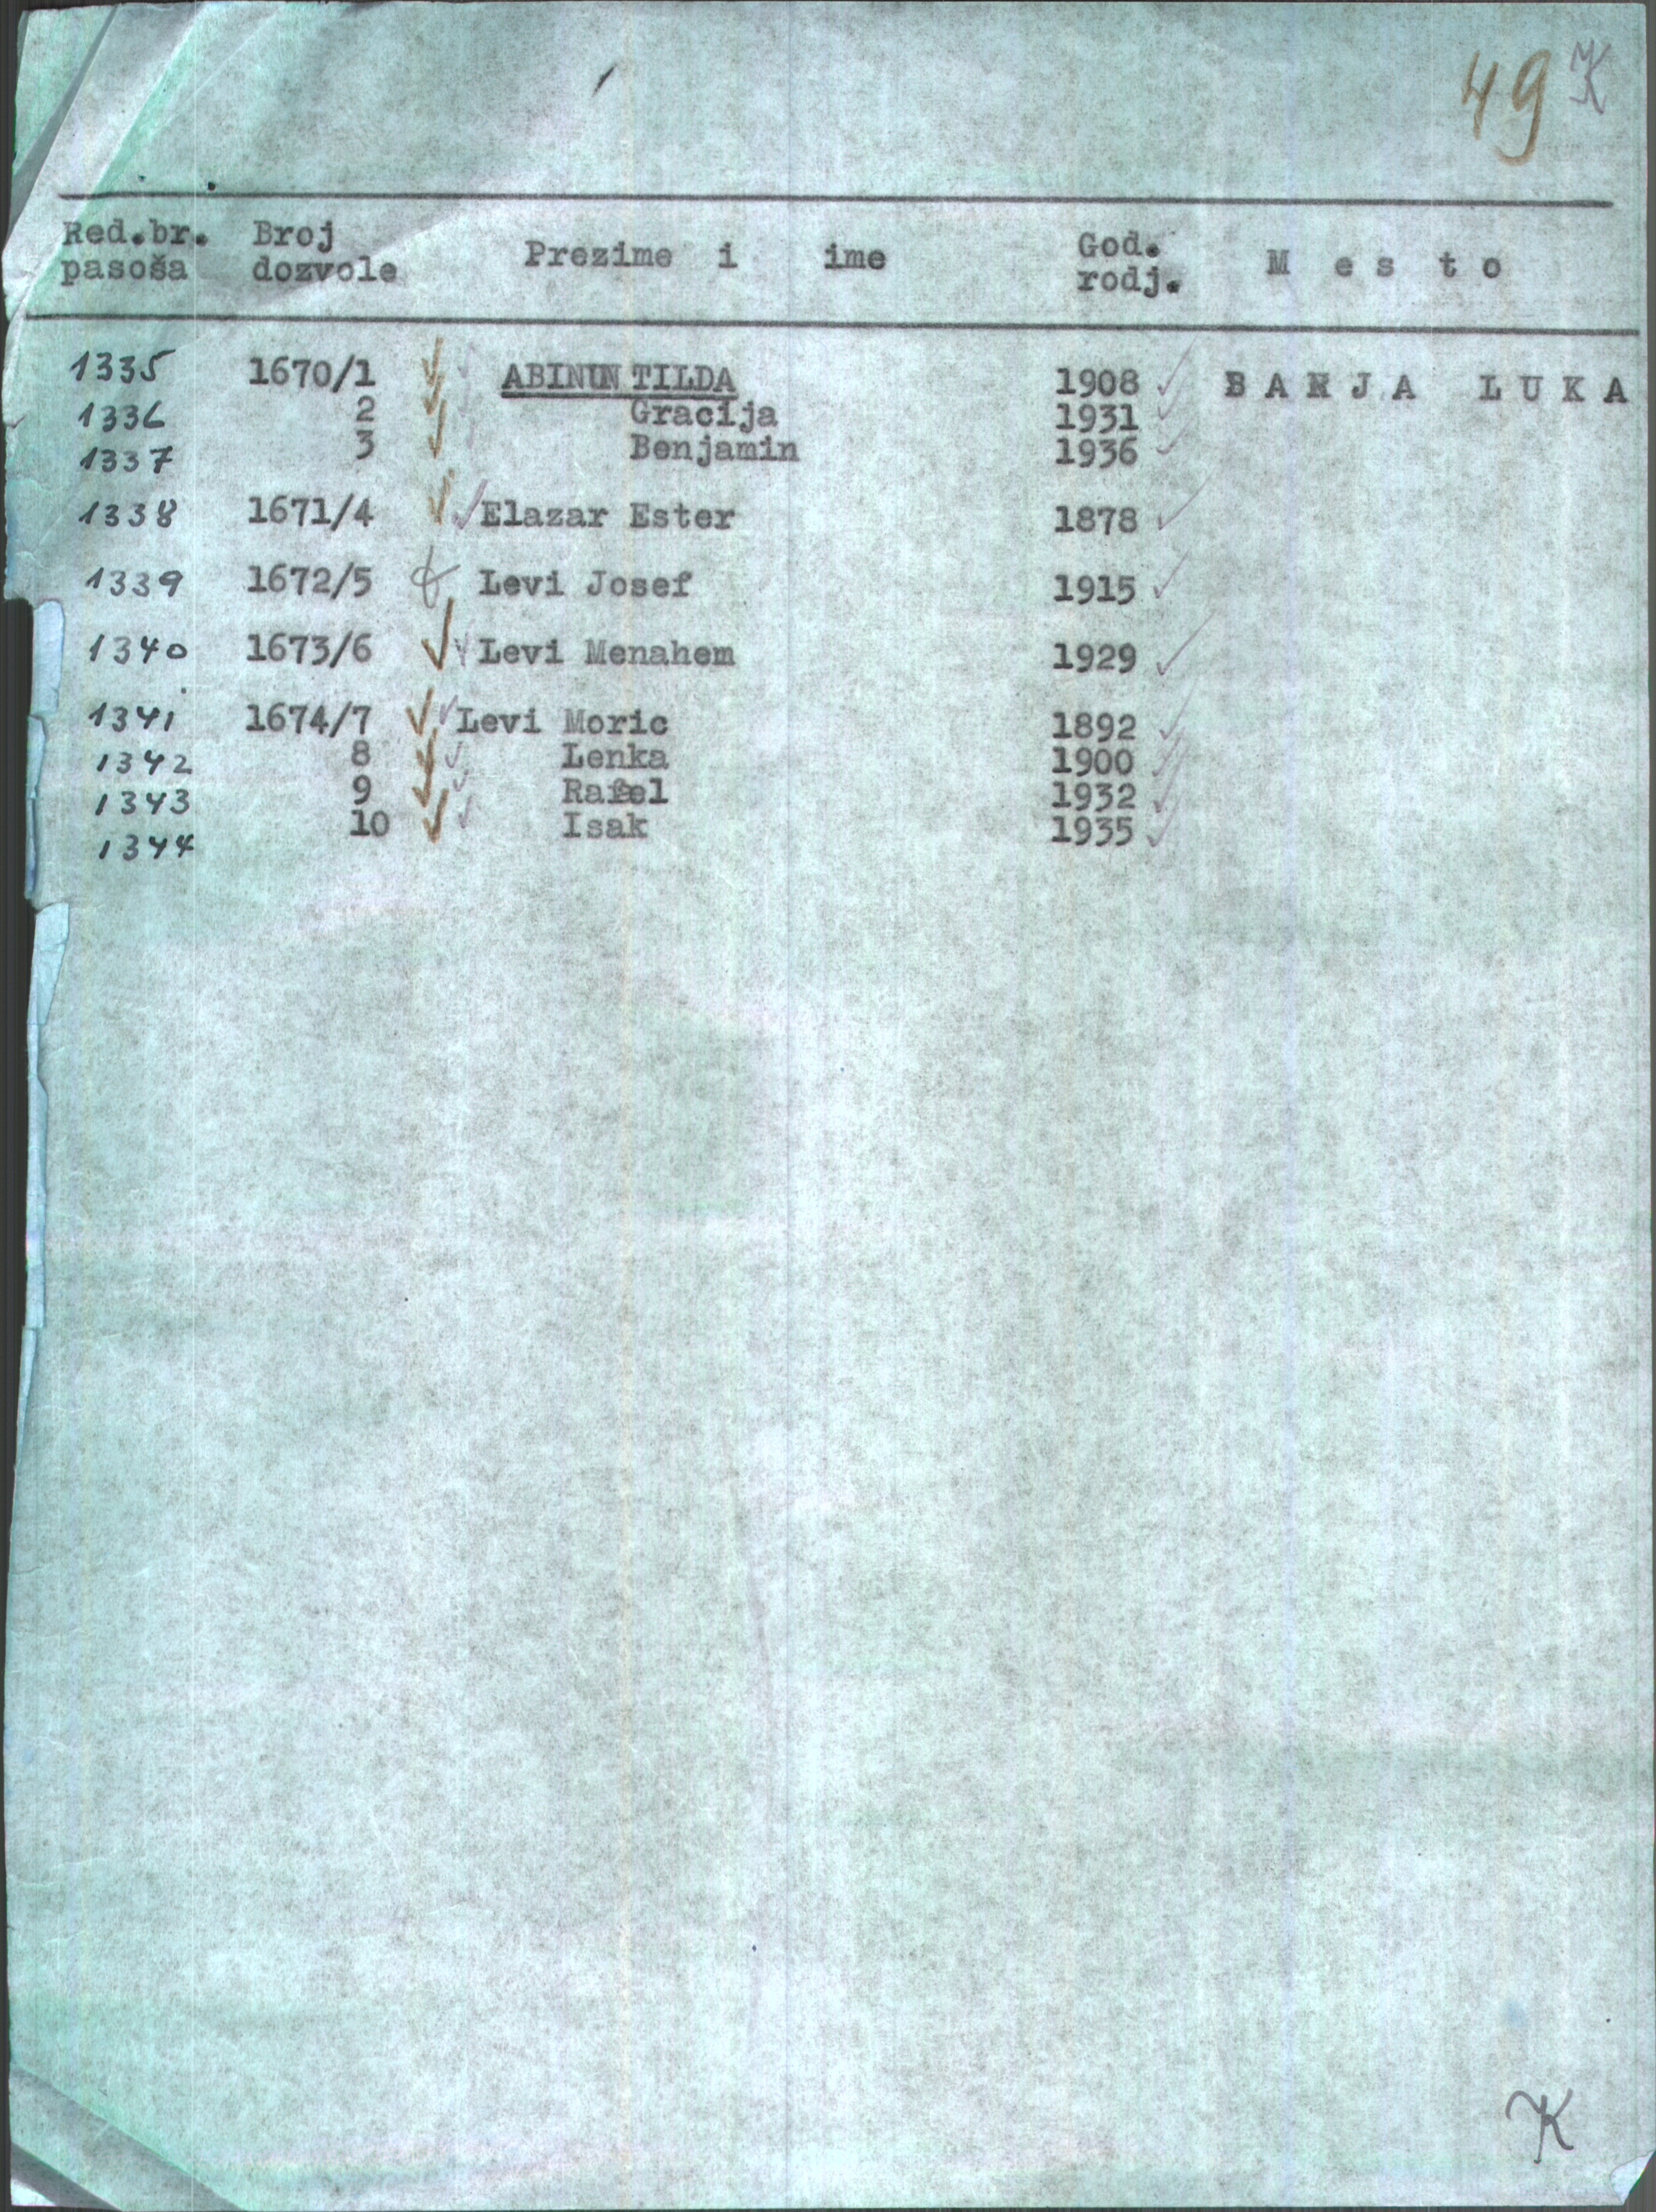 49 K
Red.br. Broj Prezime i ime God. M e s t o
pasoša dozvole rodj.
1335 1670/1 ABINUN TILDA 1908 B A N J A L U K A
1336 2 Gracija 1931
1337 3 Benjamin 1936
1338 1671/4 Elazar Ester 1878
1339 1672/5 Levi Josef 1915
1340 1673/6 Levi Menahem 1929
1341 1674/7 Levi Moric 1892
1342 8 Lenka 1900
1343 9 Rafael 1932
1344 10 Isak 1935
K